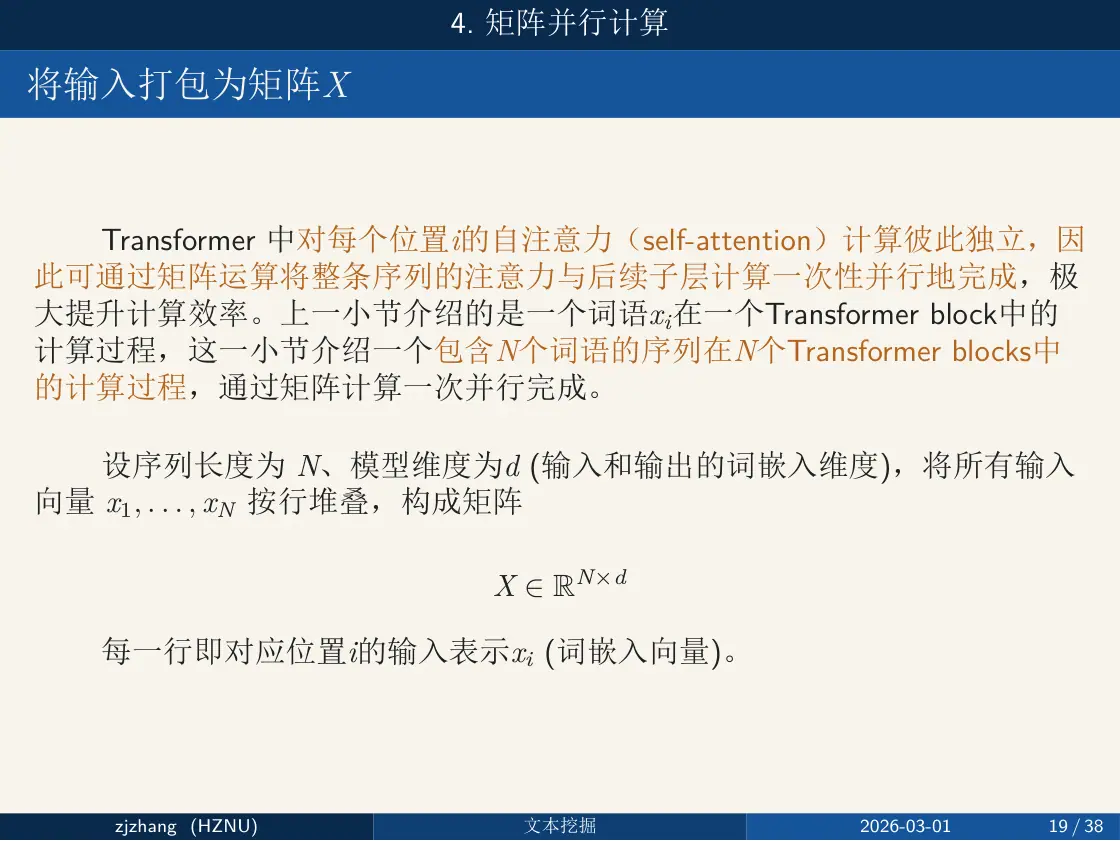 4. 矩阵并行计算
将输入打包为矩阵X
Transformer 中对每个位置i的自注意力（self-attention）计算彼此独立，因
此可通过矩阵运算将整条序列的注意力与后续子层计算一次性并行地完成，极
大提升计算效率。上一小节介绍的是一个词语x_i在一个Transformer block中的
计算过程，这一小节介绍一个包含N个词语的序列在N个Transformer blocks中
的计算过程，通过矩阵计算一次并行完成。
设序列长度为 N、模型维度为d (输入和输出的词嵌入维度)，将所有输入
向量 x_1, . . . , x_N 按行堆叠，构成矩阵
X ∈ ℝ^{N×d}
每一行即对应位置i的输入表示x_i (词嵌入向量)。
zjzhang (HZNU) 文本挖掘 2026-03-01 19 / 38